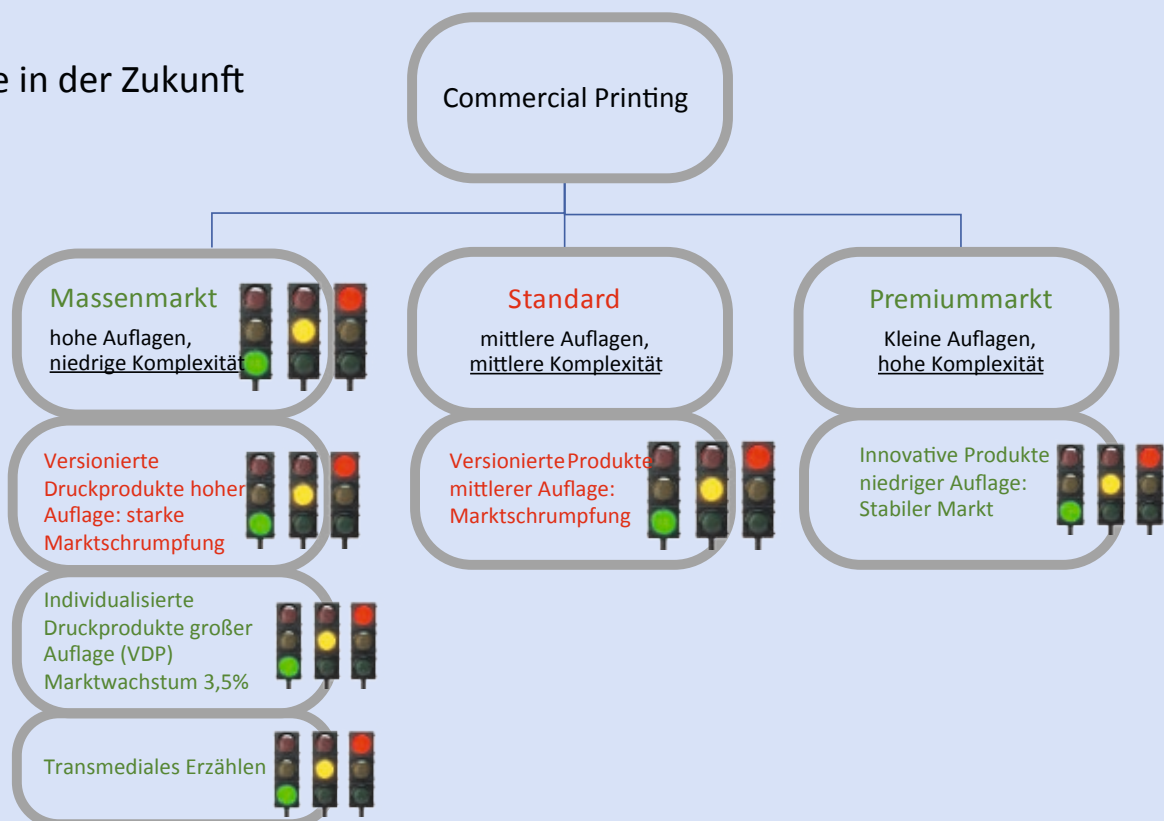 e in der Zukunft
Commercial Printing
Massenmarkt
hohe Auflagen,
niedrige Komplexität
Versionierte
Druckprodukte hoher
Auflage: starke
Marktschrumpfung
Individualisierte
Druckprodukte großer
Auflage (VDP)
Marktwachstum 3,5%
Transmediales Erzählen
Standard
mittlere Auflagen,
mittlere Komplexität
Versionierte Produkte
mittlerer Auflage:
Marktschrumpfung
Premiummarkt
Kleine Auflagen,
hohe Komplexität
Innovative Produkte
niedriger Auflage:
Stabiler Markt